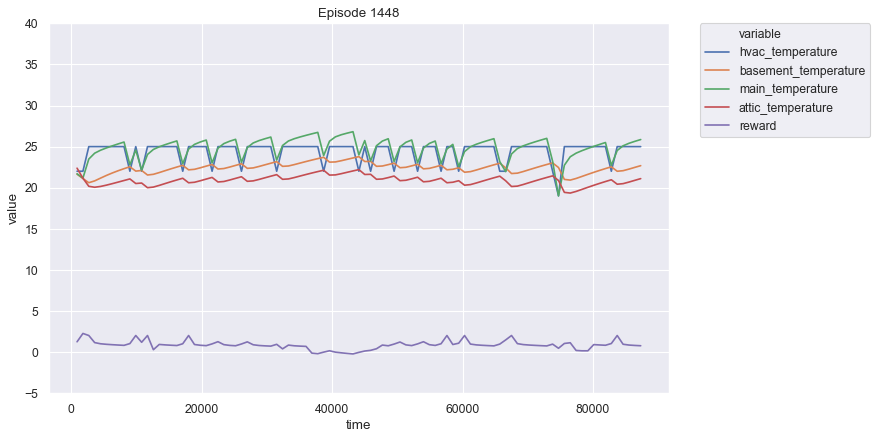 Episode 1448
variable
hvac_temperature
basement_temperature
main_temperature
attic_temperature
reward
value
40
35
30
25
20
15
10
5
0
−5
0 20000 40000 60000 80000
time